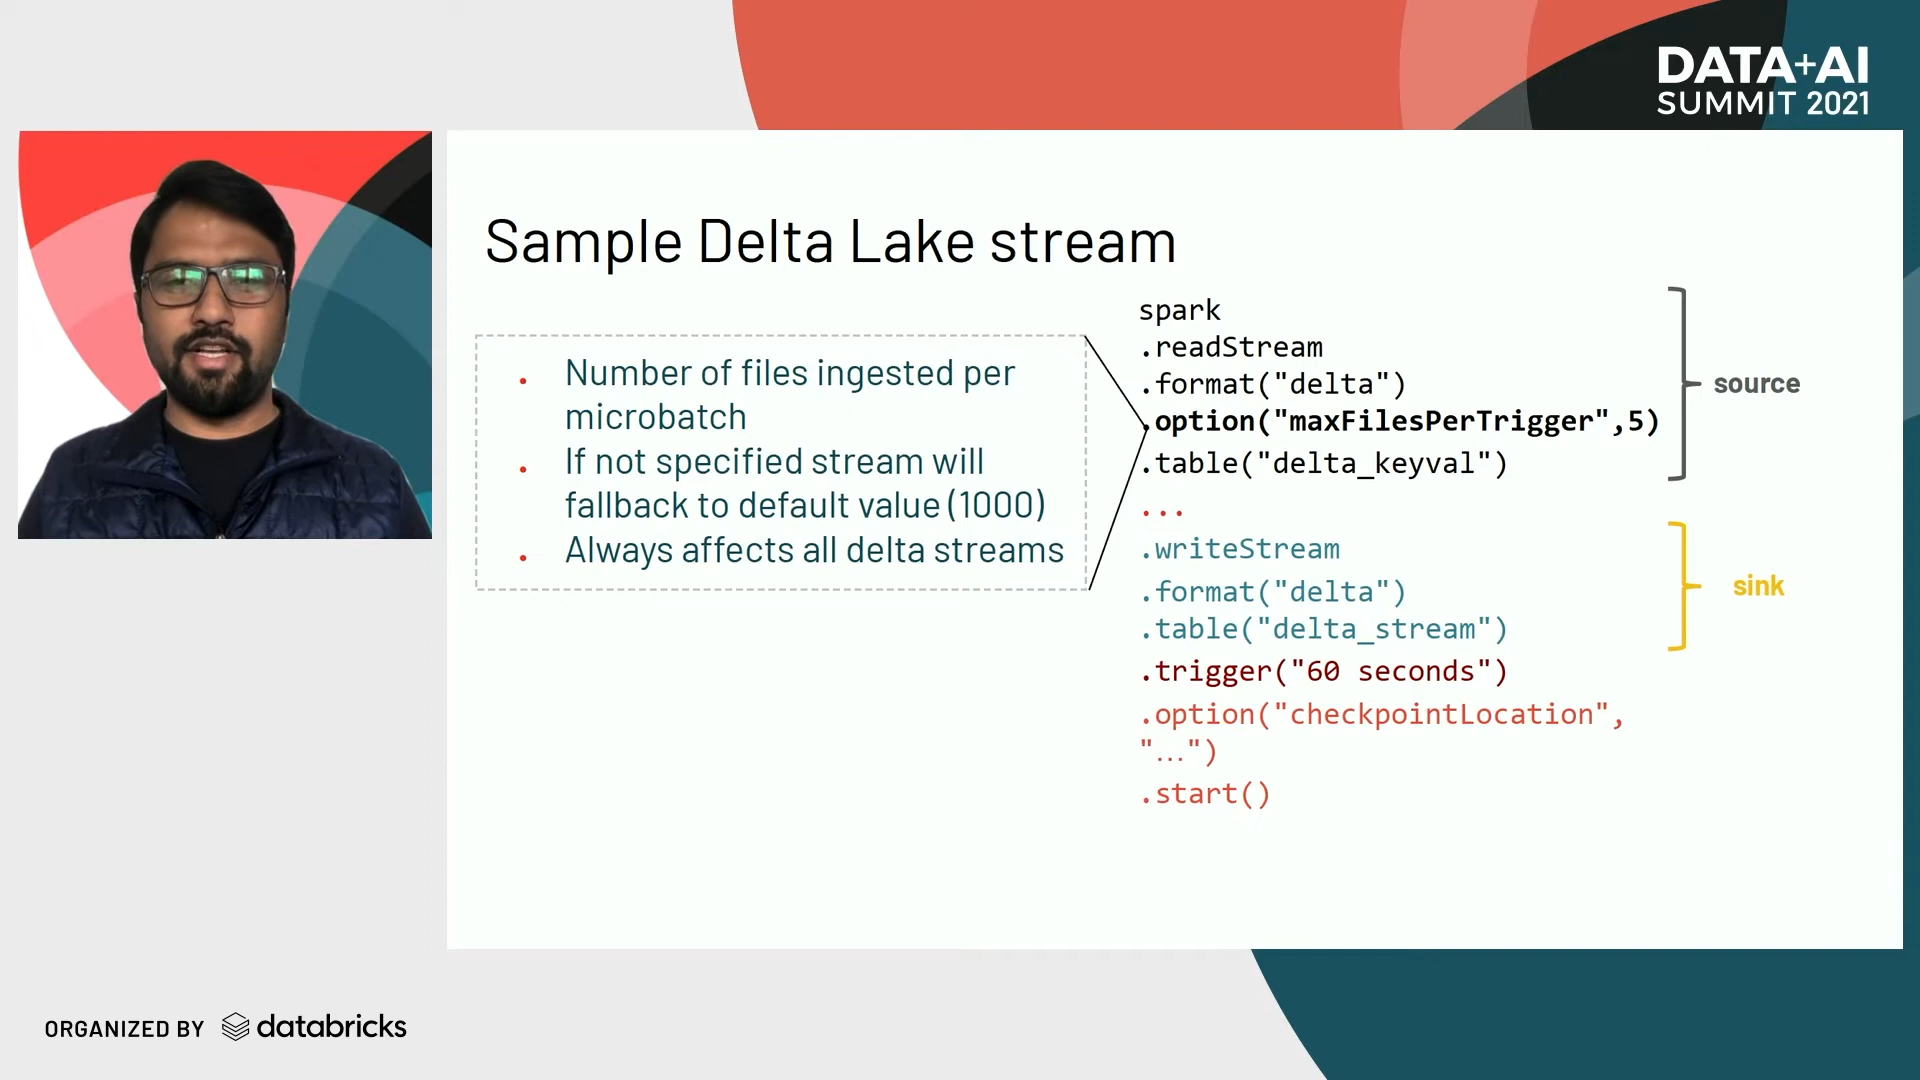 DATA+AI
SUMMIT 2021
Sample Delta Lake stream
Number of files ingested per
microbatch
If not specified stream will
fallback to default value (1000)
Always affects all delta streams
spark
.readStream
.format("delta")
.option("maxFilesPerTrigger",5)
.table("delta_keyval")
...
.writeStream
.format("delta")
.table("delta_stream")
.trigger("60 seconds")
.option("checkpointLocation",
"...")
.start()
source
sink
ORGANIZED BY databricks